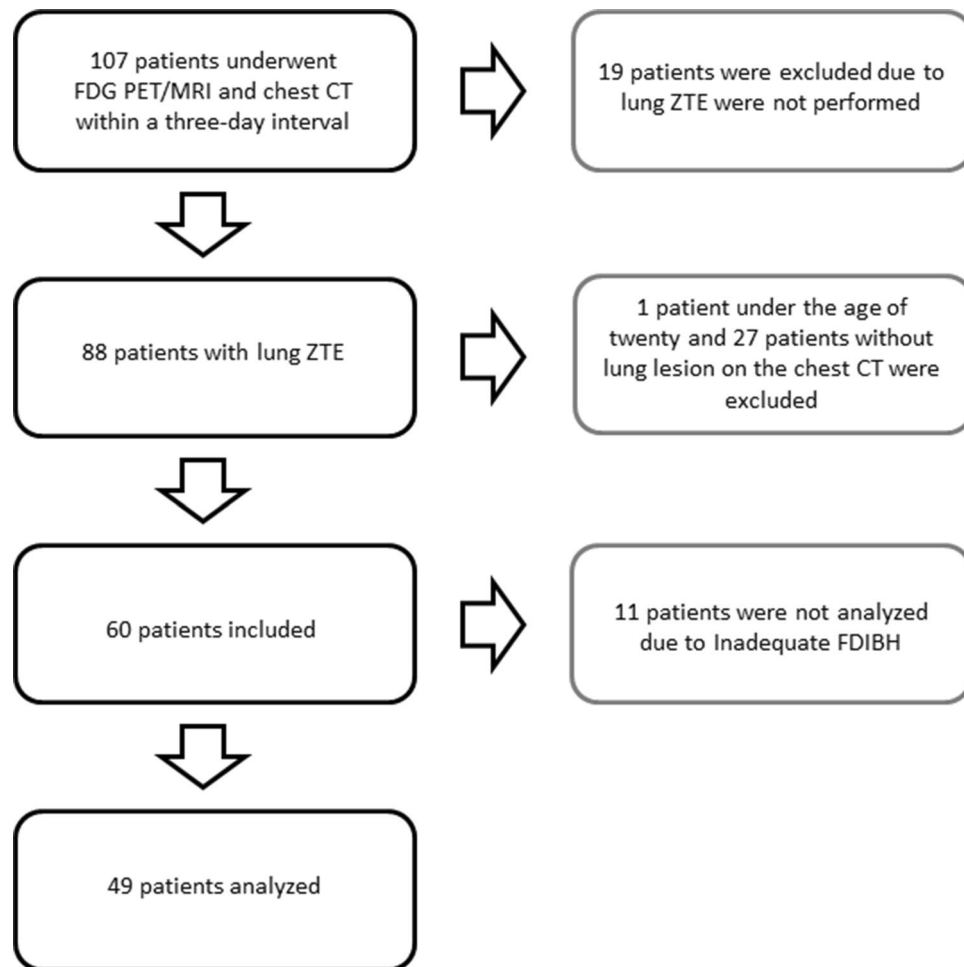 107 patients underwent
FDG PET/MRI and chest CT
within a three-day interval
19 patients were excluded due to
lung ZTE were not performed
88 patients with lung ZTE
1 patient under the age of
twenty and 27 patients without
lung lesion on the chest CT were
excluded
60 patients included
11 patients were not analyzed
due to Inadequate FDIBH
49 patients analyzed